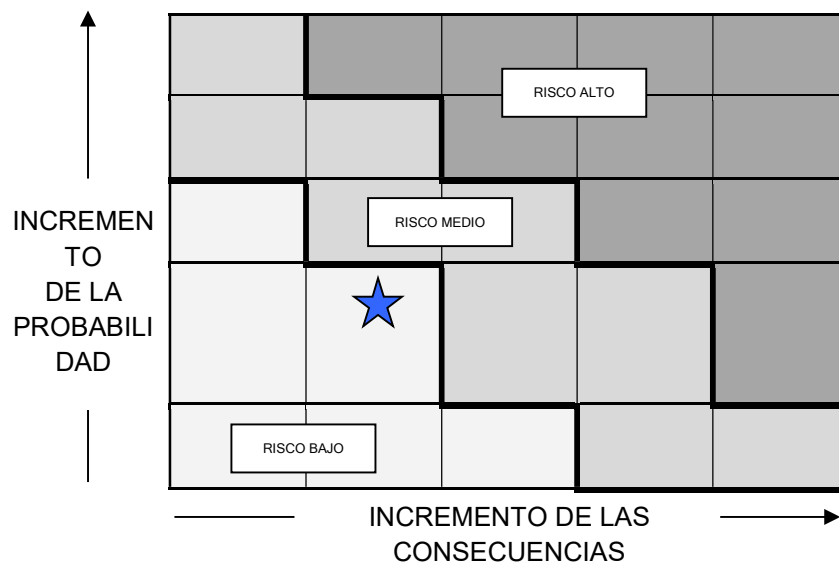 RISCO ALTO
RISCO MEDIO
INCREMEN
TO
DE LA
PROBABILI
DAD
RISCO BAJO
INCREMENTO DE LAS
CONSECUENCIAS